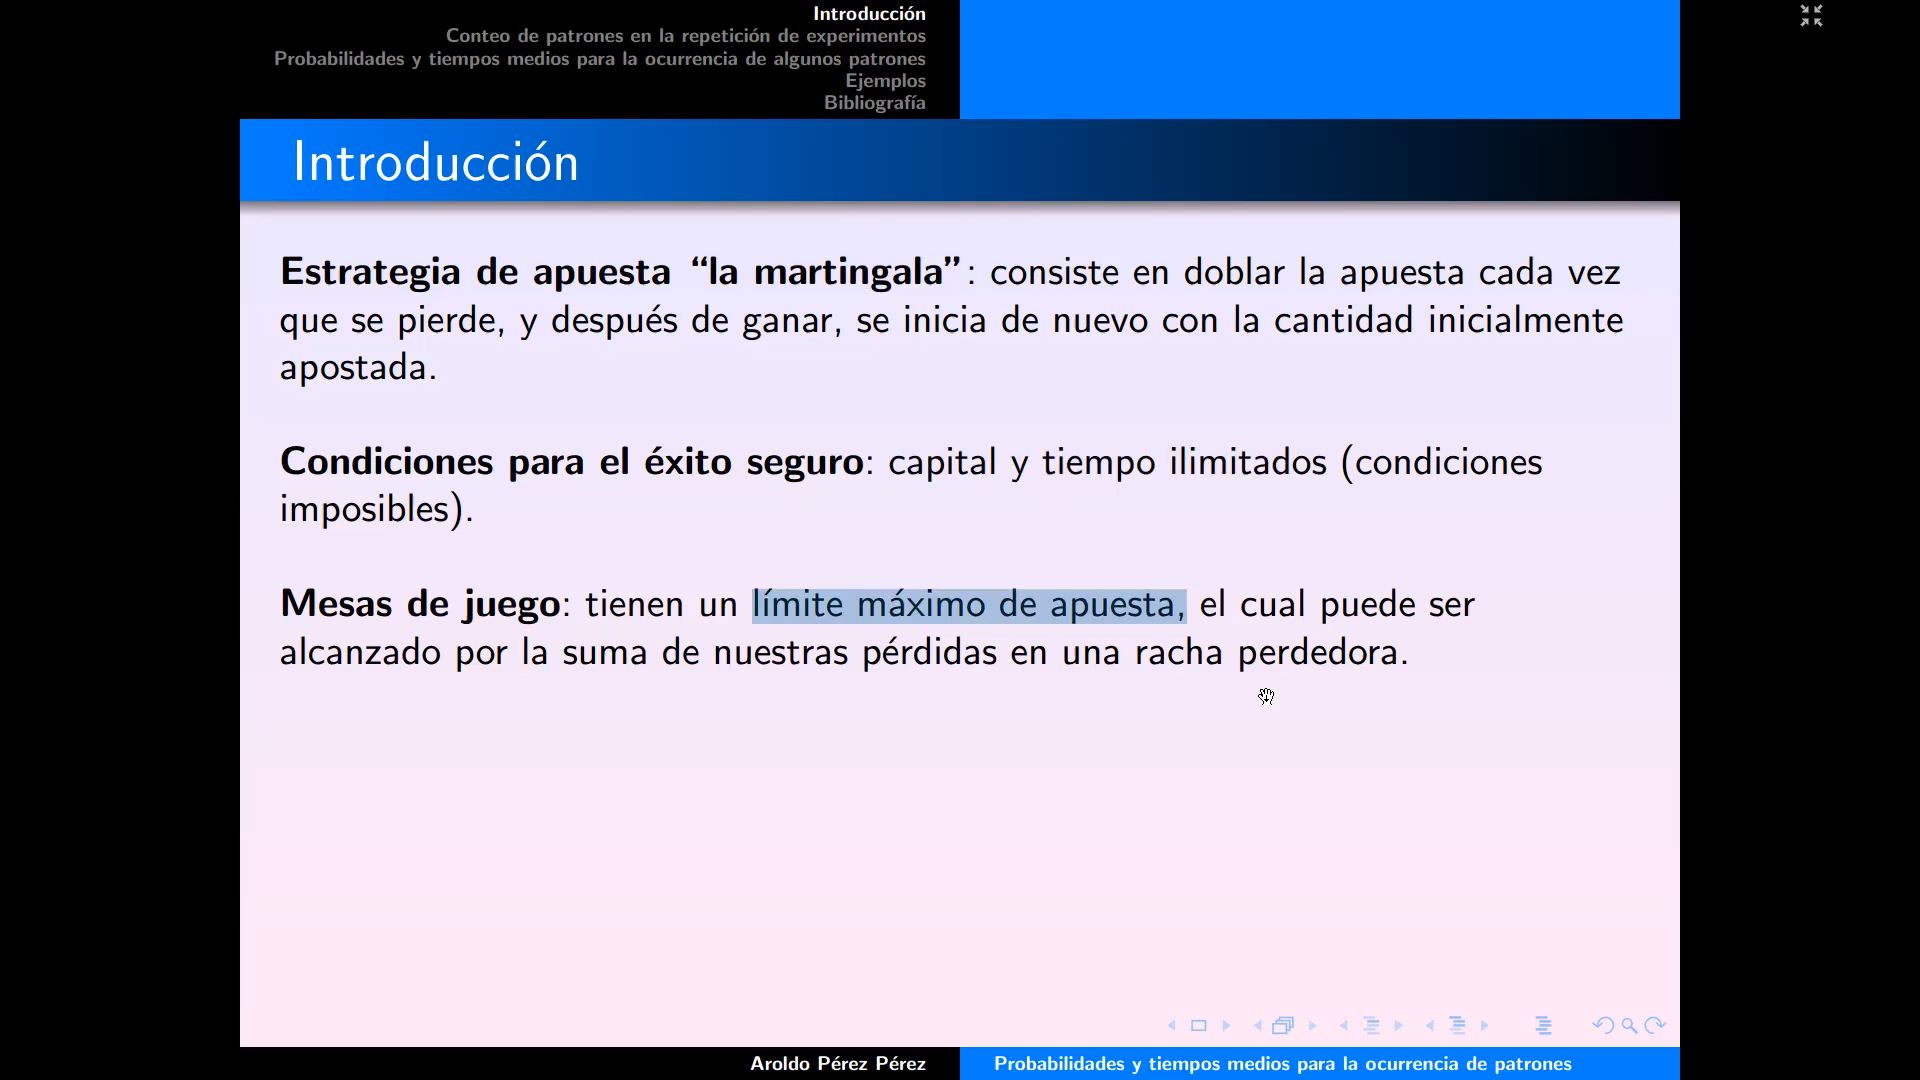 Introducción
Conteo de patrones en la repetición de experimentos
Probabilidades y tiempos medios para la ocurrencia de algunos patrones
Ejemplos
Bibliografía
Introducción
Estrategia de apuesta “la martingala”: consiste en doblar la apuesta cada vez
que se pierde, y después de ganar, se inicia de nuevo con la cantidad inicialmente
apostada.
Condiciones para el éxito seguro: capital y tiempo ilimitados (condiciones
imposibles).
Mesas de juego: tienen un límite máximo de apuesta, el cual puede ser
alcanzado por la suma de nuestras pérdidas en una racha perdedora.
Aroldo Pérez Pérez
Probabilidades y tiempos medios para la ocurrencia de patrones